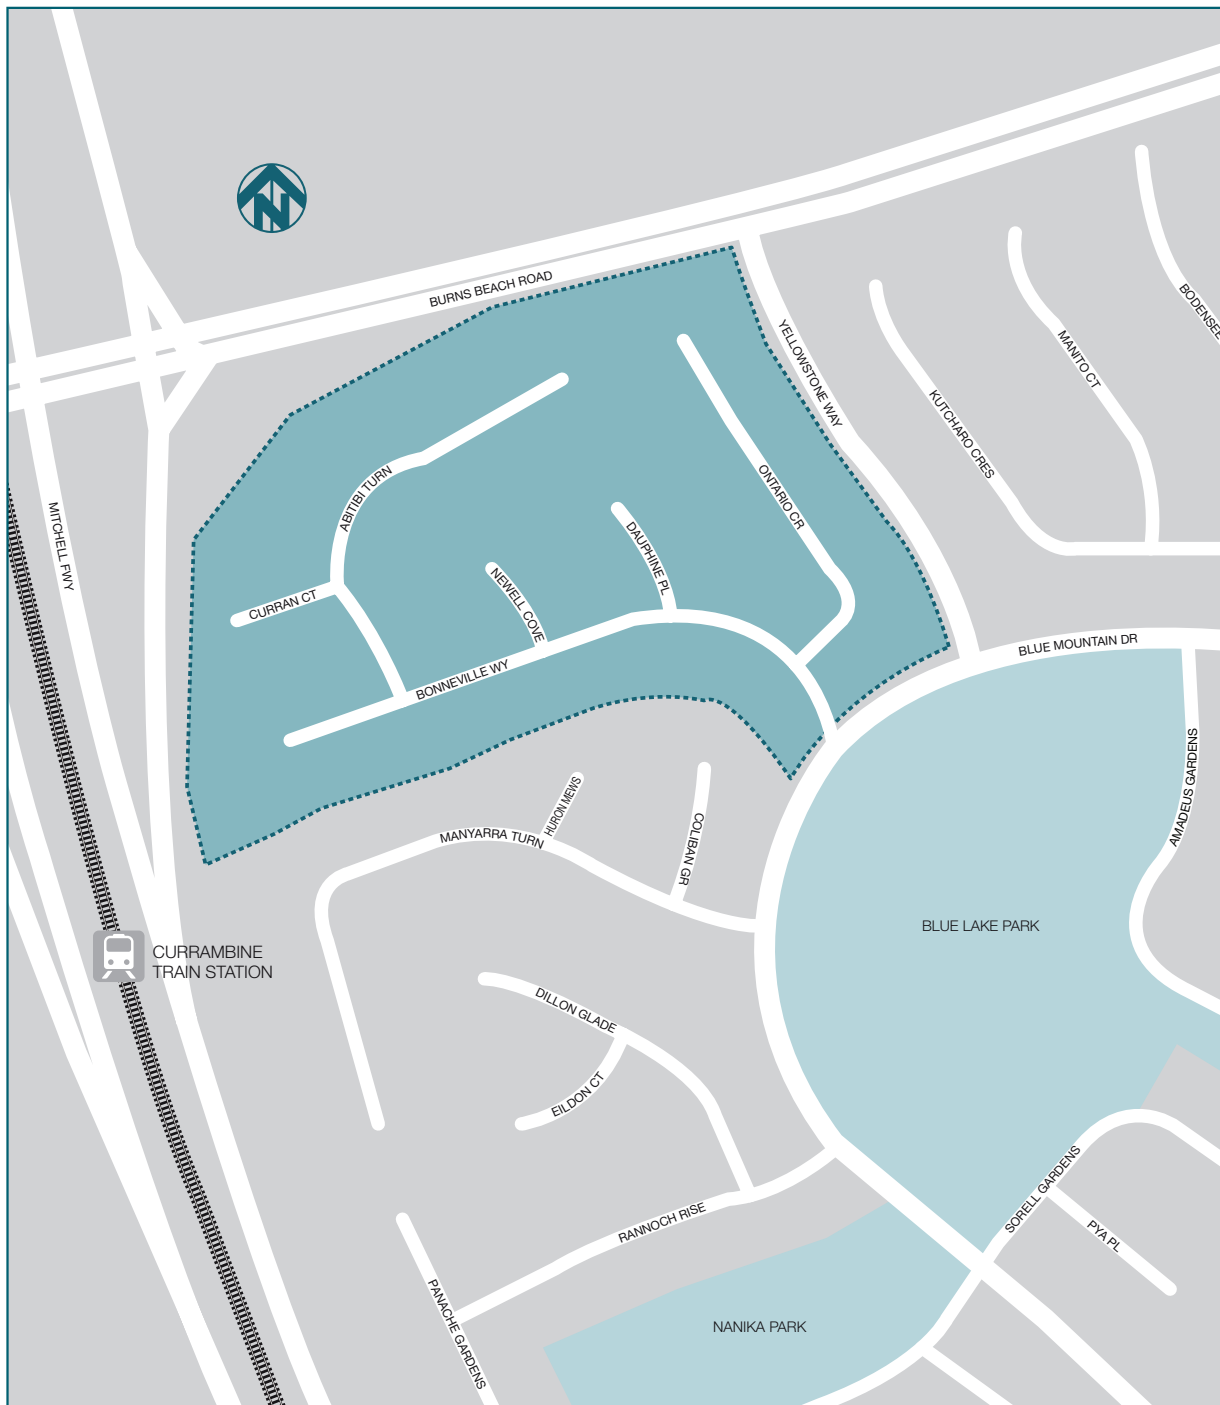 N
BURNS BEACH ROAD
BODENSEE
YELLOWSTONE WAY
MANITO CT
KUTCHARO CRES
ABITIBI TURN
ONTARIO CR
MITCHELL FWY
DAUPHINE PL
NEWELL COVE
CURRAN CT
BONNEVILLE WY
BLUE MOUNTAIN DR
AMADEUS GARDENS
HURON MEWS
MANYARRA TURN
COLIBAN GR
BLUE LAKE PARK
CURRAMBINE
TRAIN STATION
DILLON GLADE
EILDON CT
SORELL GARDENS
RANNOCH RISE
PYA PL
PANACHE GARDENS
NANIKA PARK